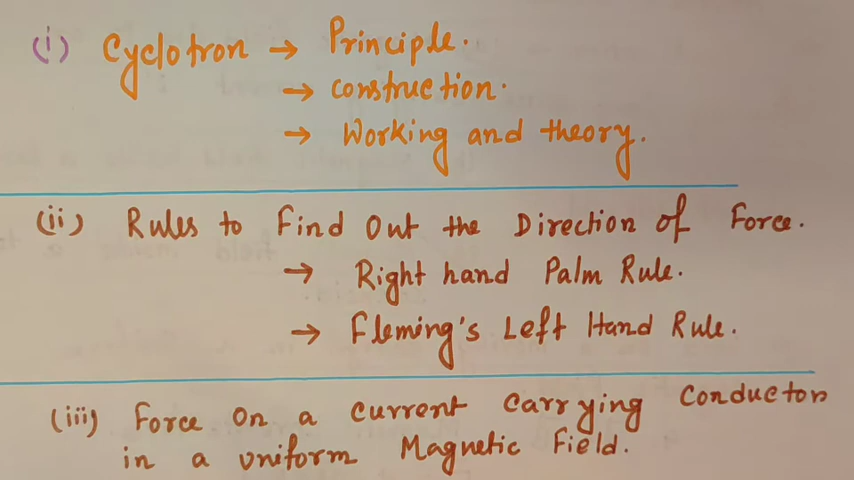 (i) Cyclotron → Principle.
→ construction.
→ Working and theory.
(ii) Rules to Find Out the Direction of Force.
→ Right hand Palm Rule.
→ Fleming's Left Hand Rule.
(iii) Force on a current carrying conductor
in a uniform Magnetic Field.